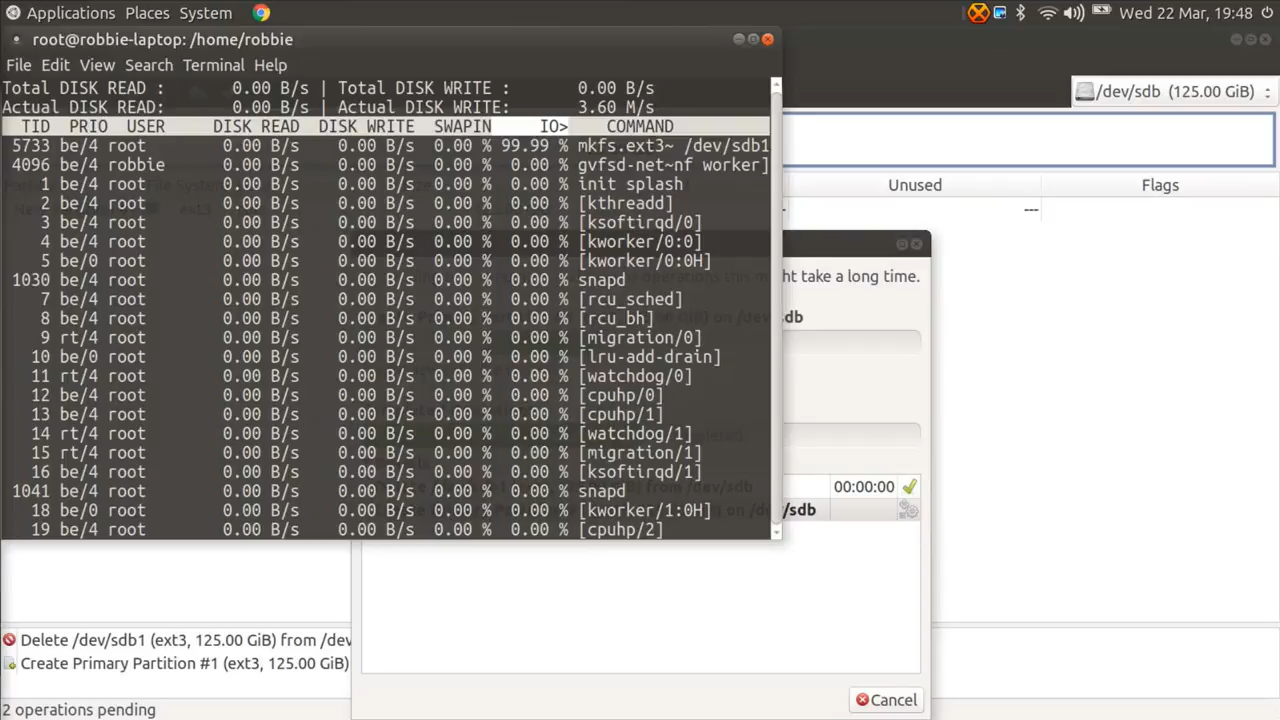 Applications Places System
Wed 22 Mar, 19:48
root@robbie-laptop: /home/robbie
File Edit View Search Terminal Help
Total DISK READ : 0.00 B/s | Total DISK WRITE : 0.00 B/s
Actual DISK READ: 0.00 B/s | Actual DISK WRITE: 3.60 M/s
TID PRIO USER DISK READ DISK WRITE SWAPIN IO> COMMAND
5733 be/4 root 0.00 B/s 0.00 B/s 0.00 % 99.99 % mkfs.ext3~ /dev/sdb1
4096 be/4 robbie 0.00 B/s 0.00 B/s 0.00 % 0.00 % gvfsd-net~nf worker]
1 be/4 root 0.00 B/s 0.00 B/s 0.00 % 0.00 % init splash
2 be/4 root 0.00 B/s 0.00 B/s 0.00 % 0.00 % [kthreadd]
3 be/4 root 0.00 B/s 0.00 B/s 0.00 % 0.00 % [ksoftirqd/0]
4 be/4 root 0.00 B/s 0.00 B/s 0.00 % 0.00 % [kworker/0:0]
5 be/0 root 0.00 B/s 0.00 B/s 0.00 % 0.00 % [kworker/0:0H]
1030 be/4 root 0.00 B/s 0.00 B/s 0.00 % 0.00 % snapd
7 be/4 root 0.00 B/s 0.00 B/s 0.00 % 0.00 % [rcu_sched]
8 be/4 root 0.00 B/s 0.00 B/s 0.00 % 0.00 % [rcu_bh]
9 rt/4 root 0.00 B/s 0.00 B/s 0.00 % 0.00 % [migration/0]
10 be/0 root 0.00 B/s 0.00 B/s 0.00 % 0.00 % [lru-add-drain]
11 rt/4 root 0.00 B/s 0.00 B/s 0.00 % 0.00 % [watchdog/0]
12 be/4 root 0.00 B/s 0.00 B/s 0.00 % 0.00 % [cpuhp/0]
13 be/4 root 0.00 B/s 0.00 B/s 0.00 % 0.00 % [cpuhp/1]
14 rt/4 root 0.00 B/s 0.00 B/s 0.00 % 0.00 % [watchdog/1]
15 rt/4 root 0.00 B/s 0.00 B/s 0.00 % 0.00 % [migration/1]
16 be/4 root 0.00 B/s 0.00 B/s 0.00 % 0.00 % [ksoftirqd/1]
1041 be/4 root 0.00 B/s 0.00 B/s 0.00 % 0.00 % snapd
18 be/0 root 0.00 B/s 0.00 B/s 0.00 % 0.00 % [kworker/1:0H]
19 be/4 root 0.00 B/s 0.00 B/s 0.00 % 0.00 % [cpuhp/2]
/dev/sdb (125.00 GiB)
Unused Flags
---
operations this might take a long time.
on /dev/sdb
from /dev/sdb 00:00:00
on /dev/sdb
Delete /dev/sdb1 (ext3, 125.00 GiB) from /dev
Create Primary Partition #1 (ext3, 125.00 GiB)
2 operations pending
Cancel